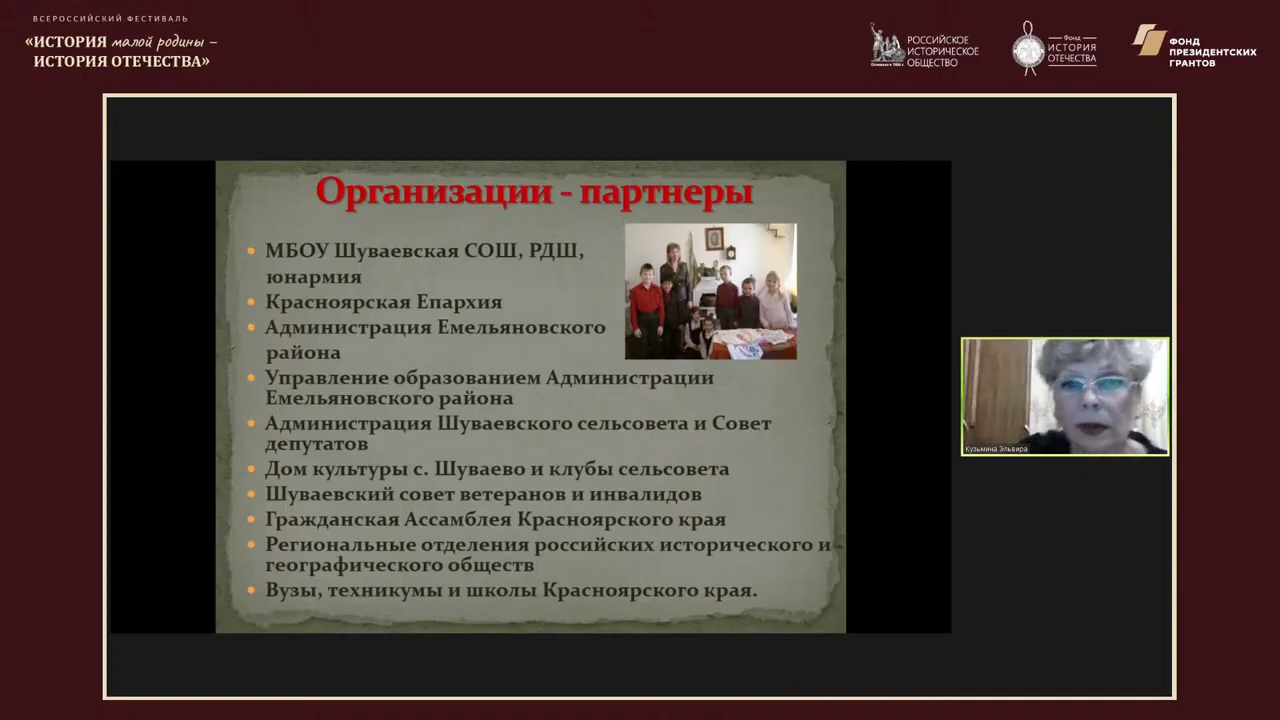 ВСЕРОССИЙСКИЙ ФЕСТИВАЛЬ
«ИСТОРИЯ малой родины –
ИСТОРИЯ ОТЕЧЕСТВА»
РОССИЙСКОЕ
ИСТОРИЧЕСКОЕ
ОБЩЕСТВО
Основано в 1866 г.
Фонд
ИСТОРИЯ
ОТЕЧЕСТВА
ФОНД
ПРЕЗИДЕНТСКИХ
ГРАНТОВ
Организации - партнеры
• МБОУ Шуваевская СОШ, РДШ,
юнармия
• Красноярская Епархия
• Администрация Емельяновского
района
• Управление образованием Администрации
Емельяновского района
• Администрация Шуваевского сельсовета и Совет
депутатов
• Дом культуры с. Шуваево и клубы сельсовета
• Шуваевский совет ветеранов и инвалидов
• Гражданская Ассамблея Красноярского края
• Региональные отделения российских исторического и
географического обществ
• Вузы, техникумы и школы Красноярского края.
Кузьмина Эльвира